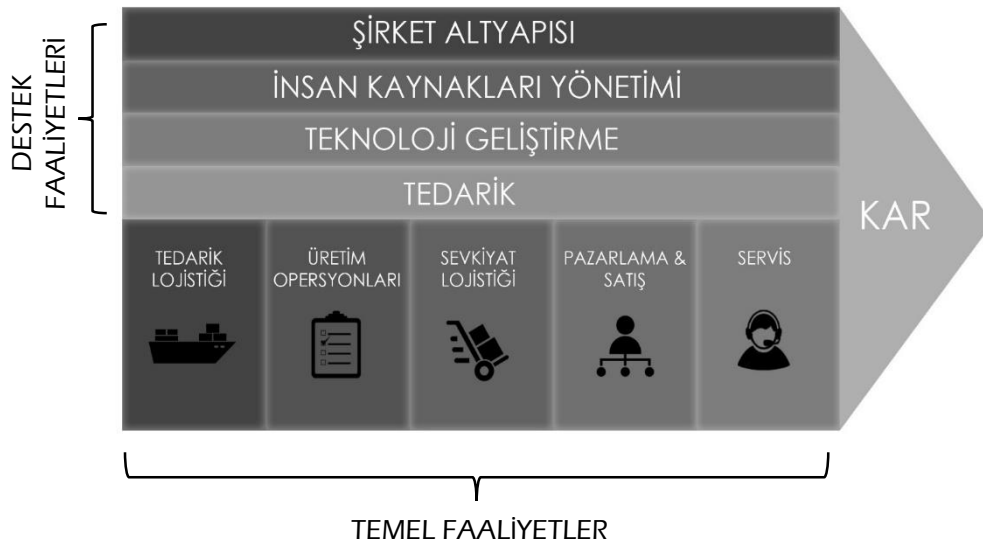 DESTEK
FAALİYETLERİ
ŞİRKET ALTYAPISI
İNSAN KAYNAKLARI YÖNETİMİ
TEKNOLOJİ GELİŞTİRME
TEDARİK
KAR
TEDARİK
LOJİSTİĞİ
ÜRETİM
OPERSYONLARI
SEVKİYAT
LOJİSTİĞİ
PAZARLAMA &
SATIŞ
SERVİS
TEMEL FAALİYETLER